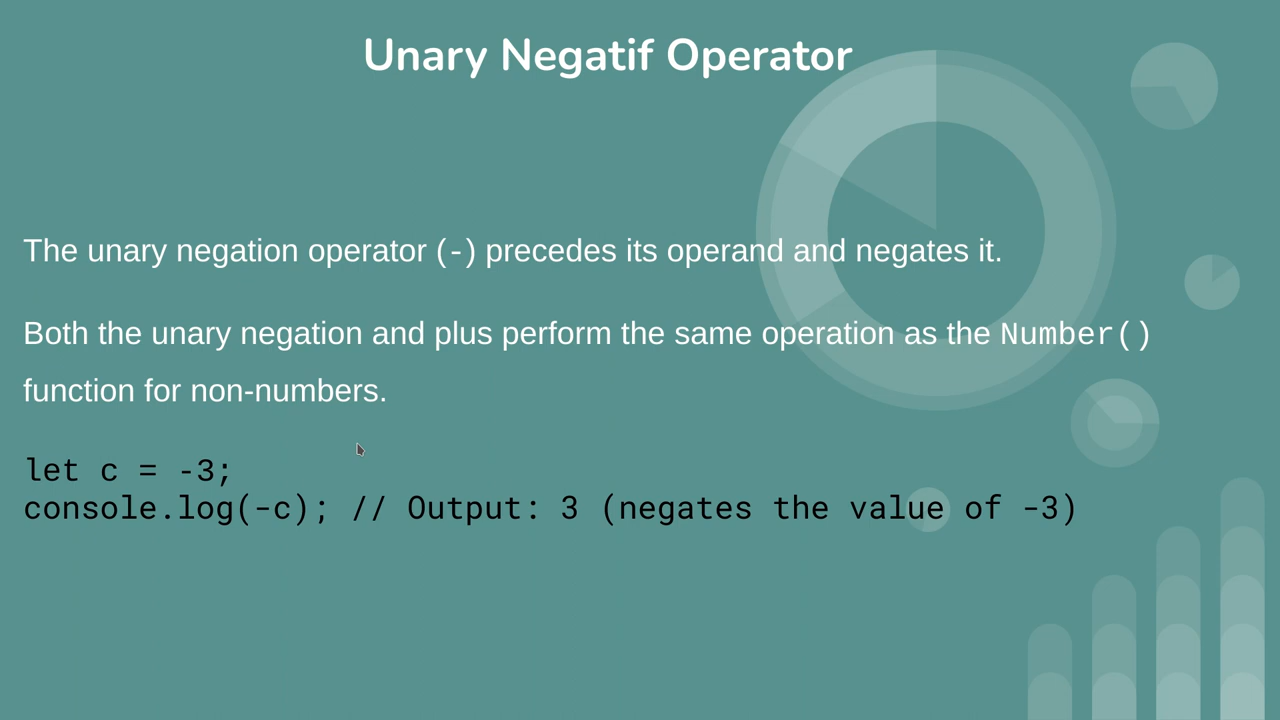 Unary Negatif Operator
The unary negation operator (-) precedes its operand and negates it.
Both the unary negation and plus perform the same operation as the Number()
function for non-numbers.
let c = -3;
console.log(-c); // Output: 3 (negates the value of -3)